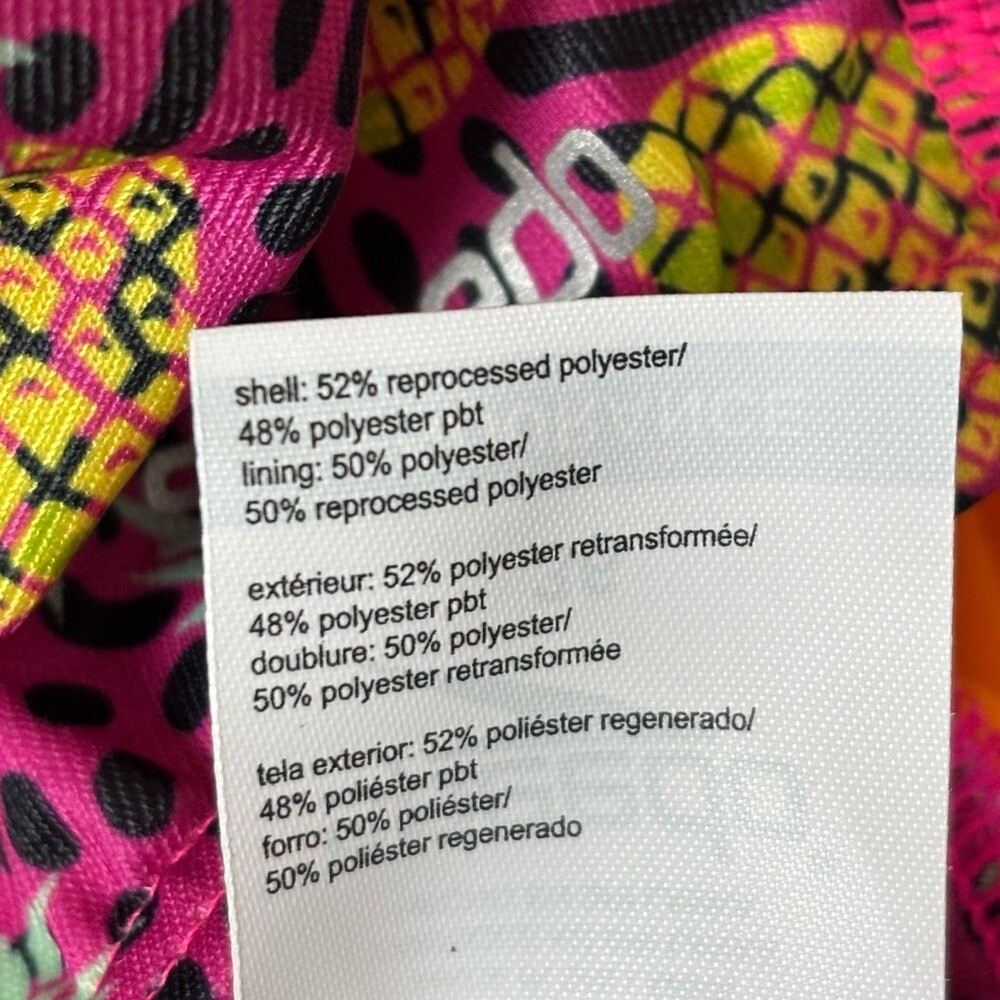 edo
shell: 52% reprocessed polyester/
48% polyester pbt
lining: 50% polyester/
50% reprocessed polyester
extérieur: 52% polyester retransformée/
48% polyester pbt
doublure: 50% polyester/
50% polyester retransformée
tela exterior: 52% poliéster regenerado/
48% poliéster pbt
forro: 50% poliéster/
50% poliéster regenerado